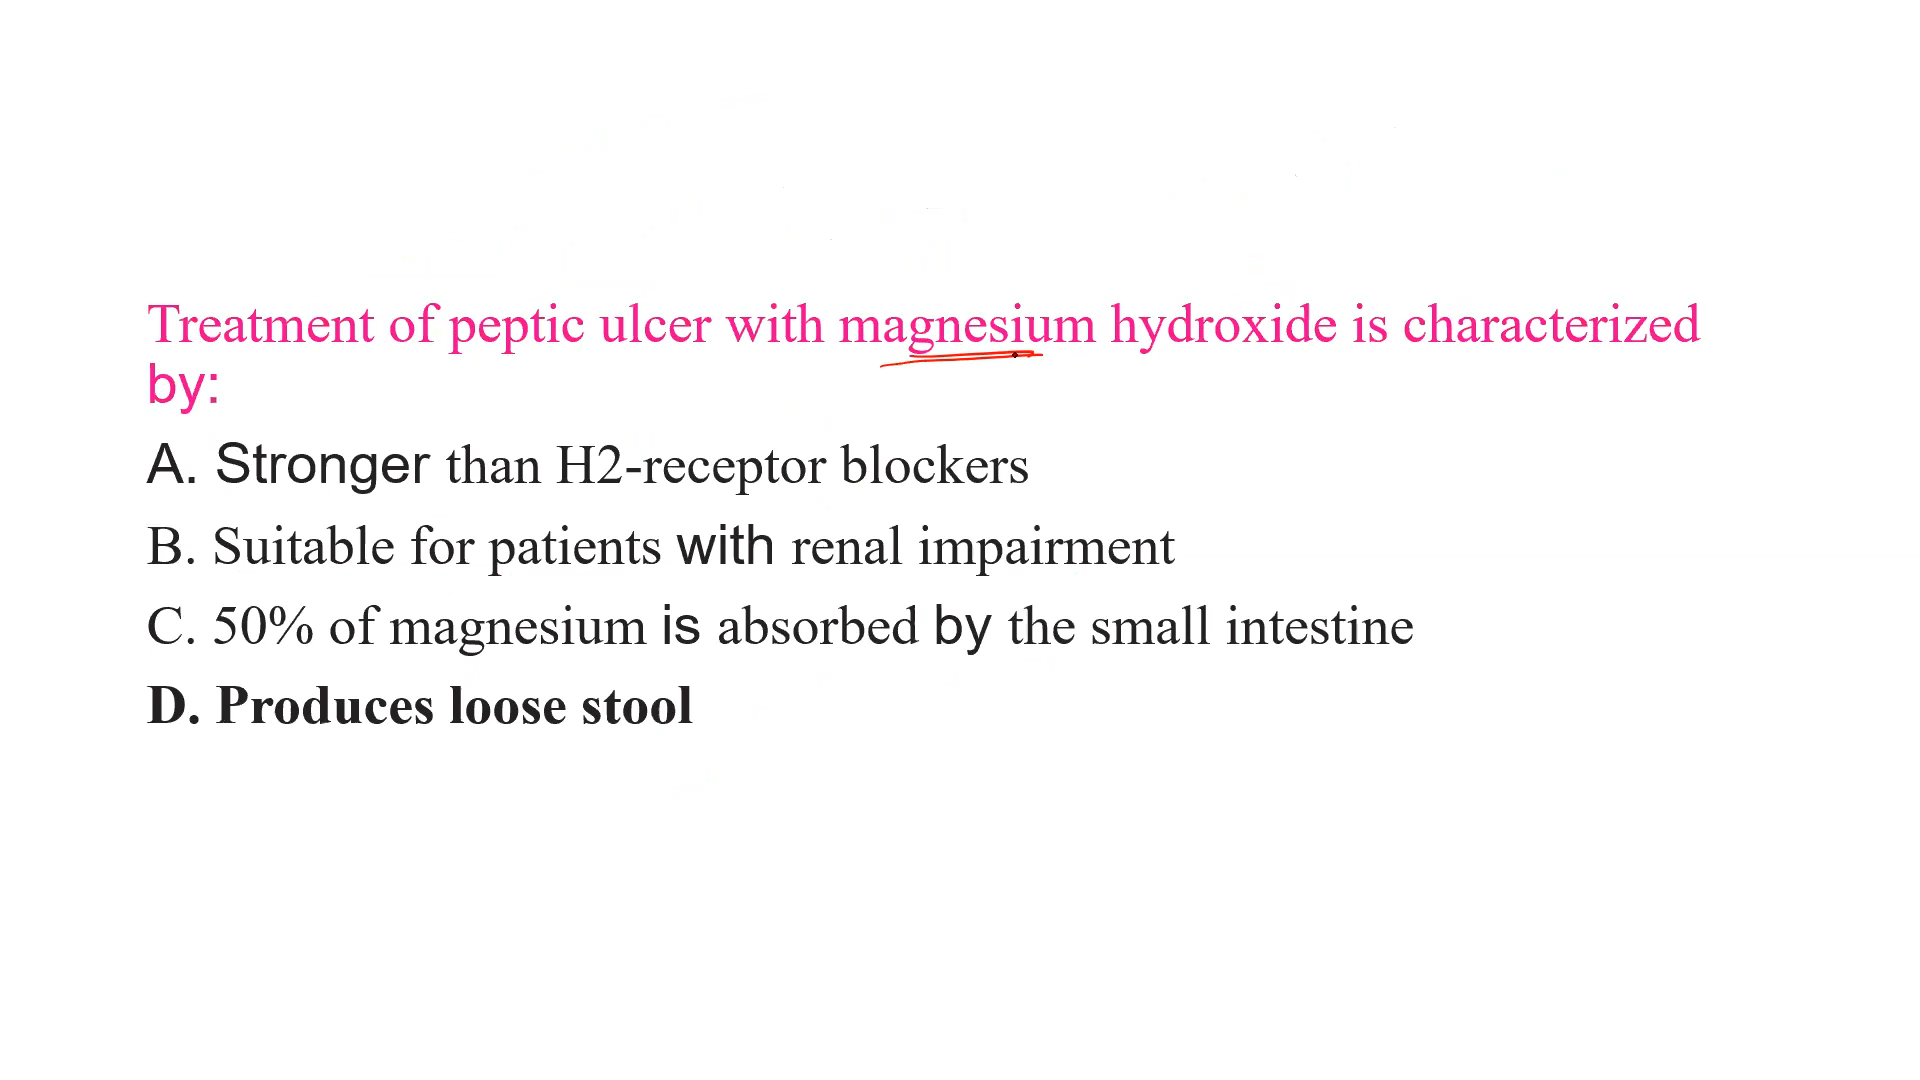 Treatment of peptic ulcer with magnesium hydroxide is characterized
by:
A. Stronger than H2-receptor blockers
B. Suitable for patients with renal impairment
C. 50% of magnesium is absorbed by the small intestine
D. Produces loose stool